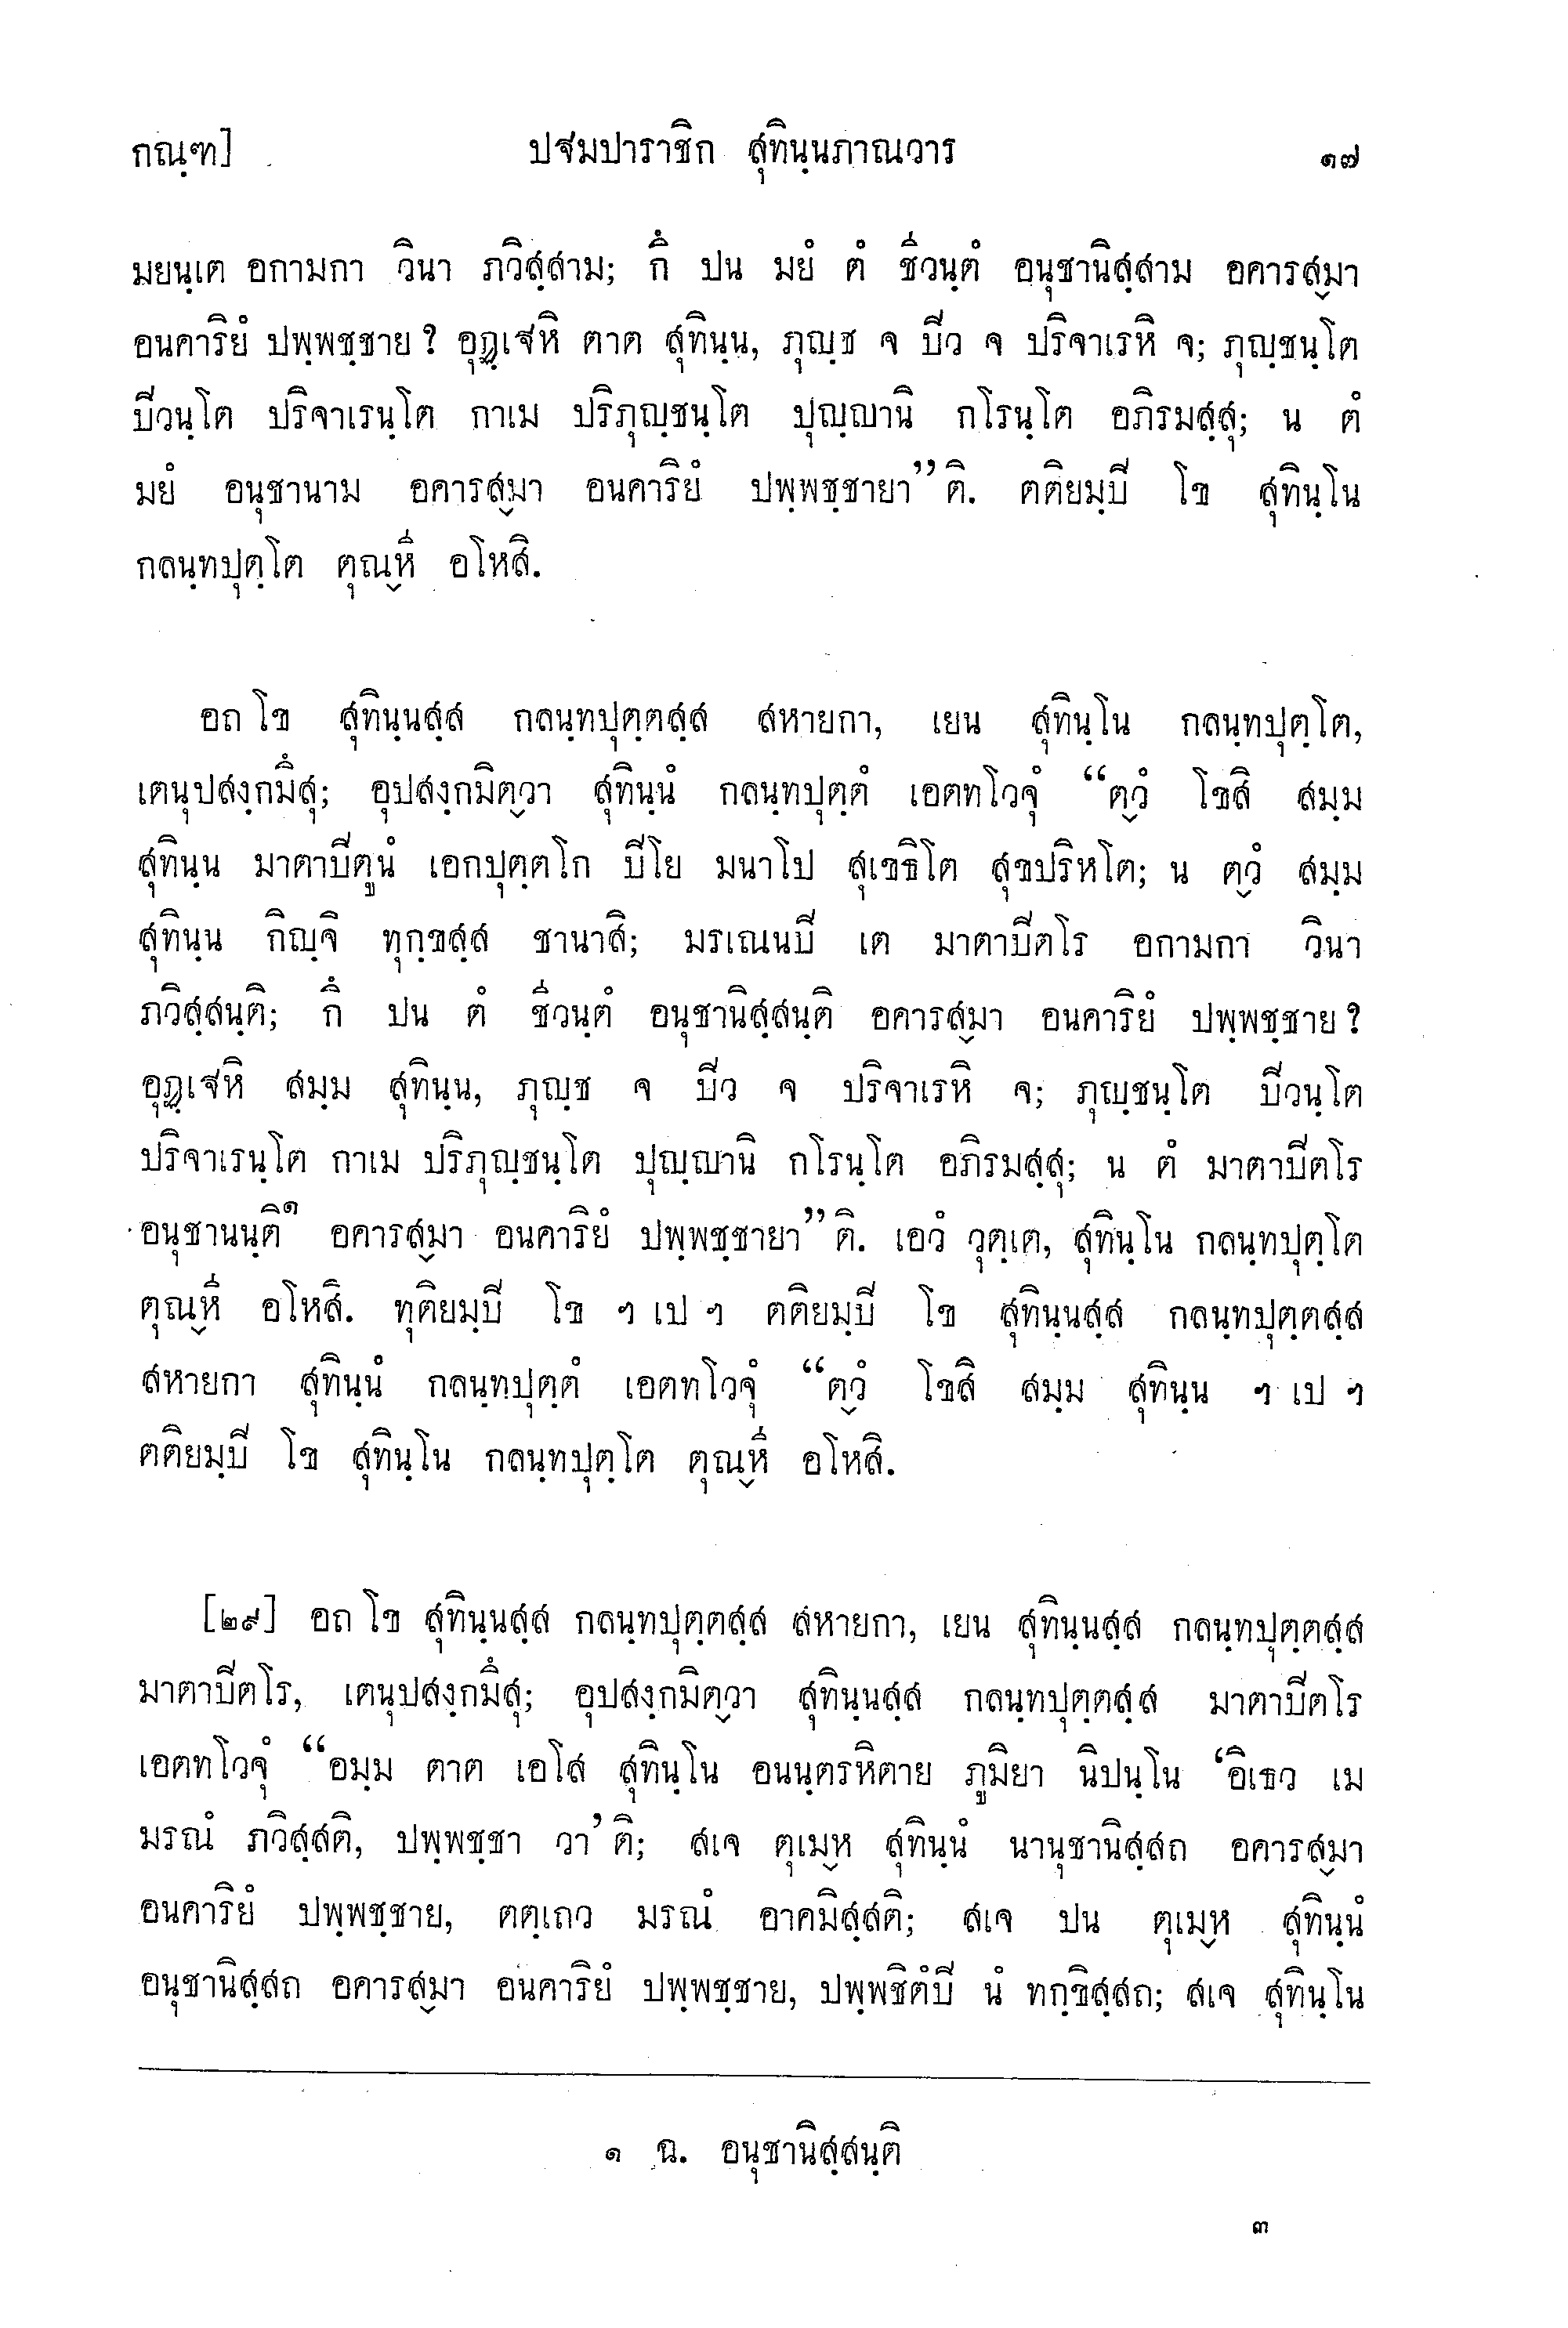 กณฺฑ] ปฐมปาราชิก สุทินฺนภาณวาร ๑๗
มยนฺเต อกามกา วินา ภวิสฺสาม; กึ ปน มยํ ตํ ชีวนฺตํ อนุชานิสฺสาม อคารสฺมา
อนคาริยํ ปพฺพชฺชาย? อุฏฺเฐหิ ตาต สุทินฺน, ภุญฺช จ ปีว จ ปริจาเรหิ จ; ภุญฺชนฺโต
ปีวนฺโต ปริจาเรนฺโต กาเม ปริภุญฺชนฺโต ปุญฺญานิ กโรนฺโต อภิรมสฺสุ; น ตํ
มยํ อนุชานาม อคารสฺมา อนคาริยํ ปพฺพชฺชายา”ติ. ตติยมฺปี โข สุทินฺโน
กลนฺทปุตฺโต ตุณฺหี อโหสิ.
อถ โข สุทินฺนสฺส กลนฺทปุตฺตสฺส สหายกา, เยน สุทินฺโน กลนฺทปุตฺโต,
เตนุปสงฺกมึสุ; อุปสงฺกมิตฺวา สุทินฺนํ กลนฺทปุตฺตํ เอตทโวจุํ “ตฺวํ โขสิ สมฺม
สุทินฺน มาตาปีตูนํ เอกปุตฺตโก ปีโย มนาโป สุเขธิโต สุขปริหโต; น ตฺวํ สมฺม
สุทินฺน กิญฺจิ ทุกฺขสฺส ชานาสิ; มรเณนปี เต มาตาปีตโร อกามกา วินา
ภวิสฺสนฺติ; กึ ปน ตํ ชีวนฺตํ อนุชานิสฺสนฺติ อคารสฺมา อนคาริยํ ปพฺพชฺชาย?
อุฏฺเฐหิ สมฺม สุทินฺน, ภุญฺช จ ปีว จ ปริจาเรหิ จ; ภุญฺชนฺโต ปีวนฺโต
ปริจาเรนฺโต กาเม ปริภุญฺชนฺโต ปุญฺญานิ กโรนฺโต อภิรมสฺสุ; น ตํ มาตาปีตโร
อนุชานนฺติ๑ อคารสฺมา อนคาริยํ ปพฺพชฺชายา”ติ. เอวํ วุตฺเต, สุทินฺโน กลนฺทปุตฺโต
ตุณฺหี อโหสิ. ทุติยมฺปี โข ฯ เป ฯ ตติยมฺปี โข สุทินฺนสฺส กลนฺทปุตฺตสฺส
สหายกา สุทินฺนํ กลนฺทปุตฺตํ เอตทโวจุํ “ตฺวํ โขสิ สมฺม สุทินฺน ฯ เป ฯ
ตติยมฺปี โข สุทินฺโน กลนฺทปุตฺโต ตุณฺหี อโหสิ.
[๒๙] อถ โข สุทินฺนสฺส กลนฺทปุตฺตสฺส สหายกา, เยน สุทินฺนสฺส กลนฺทปุตฺตสฺส
มาตาปีตโร, เตนุปสงฺกมึสุ; อุปสงฺกมิตฺวา สุทินฺนสฺส กลนฺทปุตฺตสฺส มาตาปีตโร
เอตทโวจุํ “อมฺม ตาต เอโส สุทินฺโน อนนฺตรหิตาย ภูมิยา นิปนฺโน ‘อิเธว เม
มรณํ ภวิสฺสติ, ปพฺพชฺชา วา’ติ; สเจ ตุเมฺห สุทินฺนํ นานุชานิสฺสถ อคารสฺมา
อนคาริยํ ปพฺพชฺชาย, ตตฺเถว มรณํ อาคมิสฺสติ; สเจ ปน ตุเมฺห สุทินฺนํ
อนุชานิสฺสถ อคารสฺมา อนคาริยํ ปพฺพชฺชาย, ปพฺพชิตํปี นํ ทกฺขิสฺสถ; สเจ สุทินฺโน
๑ ฉ. อนุชานิสฺสนฺติ
๓